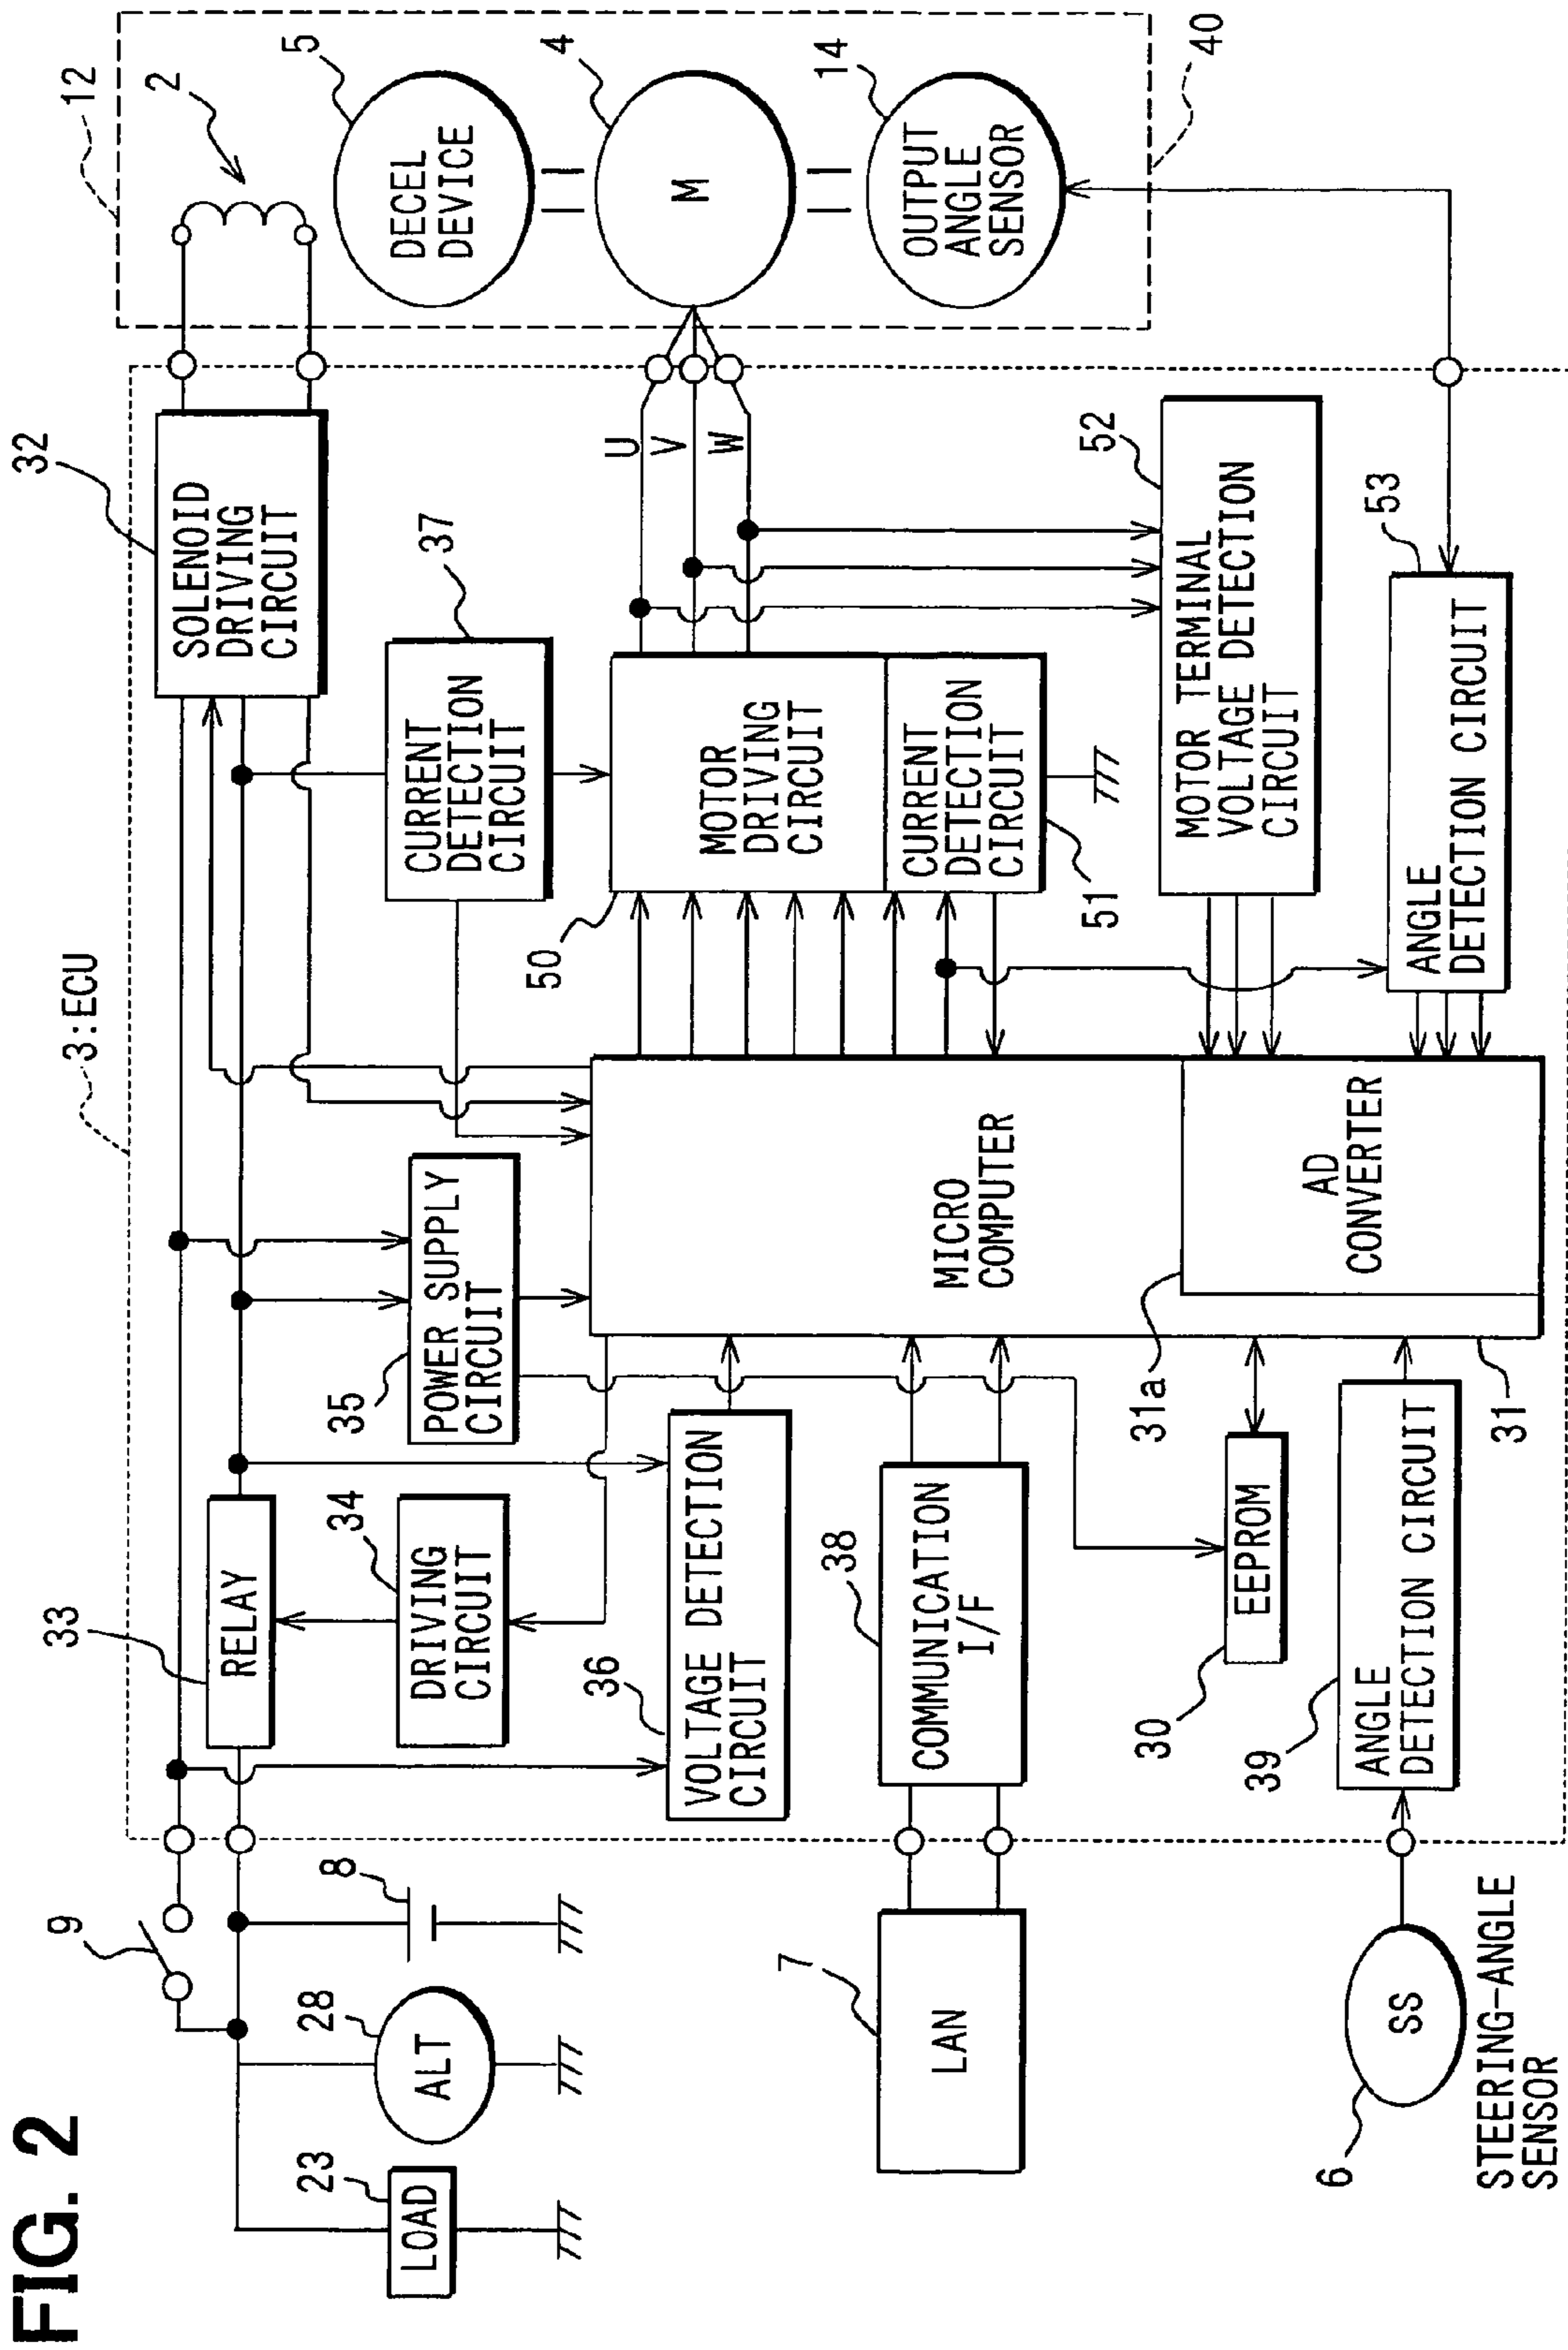 FIG. 2
12
2
5
DECEL
DEVICE
4
M
14
OUTPUT
ANGLE
SENSOR
40
3:ECU
32
SOLENOID
DRIVING
CIRCUIT
37
CURRENT
DETECTION
CIRCUIT
U
V
W
50
MOTOR
DRIVING
CIRCUIT
CURRENT
DETECTION
CIRCUIT
51
52
MOTOR TERMINAL
VOLTAGE DETECTION
CIRCUIT
53
ANGLE
DETECTION CIRCUIT
33
RELAY
34
DRIVING
CIRCUIT
35
POWER SUPPLY
CIRCUIT
36
VOLTAGE DETECTION
CIRCUIT
MICRO
COMPUTER
31a
AD
CONVERTER
31
38
COMMUNICATION
I/F
30
EEPROM
39
ANGLE
DETECTION CIRCUIT
9
8
28
ALT
23
LOAD
7
LAN
6
SS
STEERING-ANGLE
SENSOR